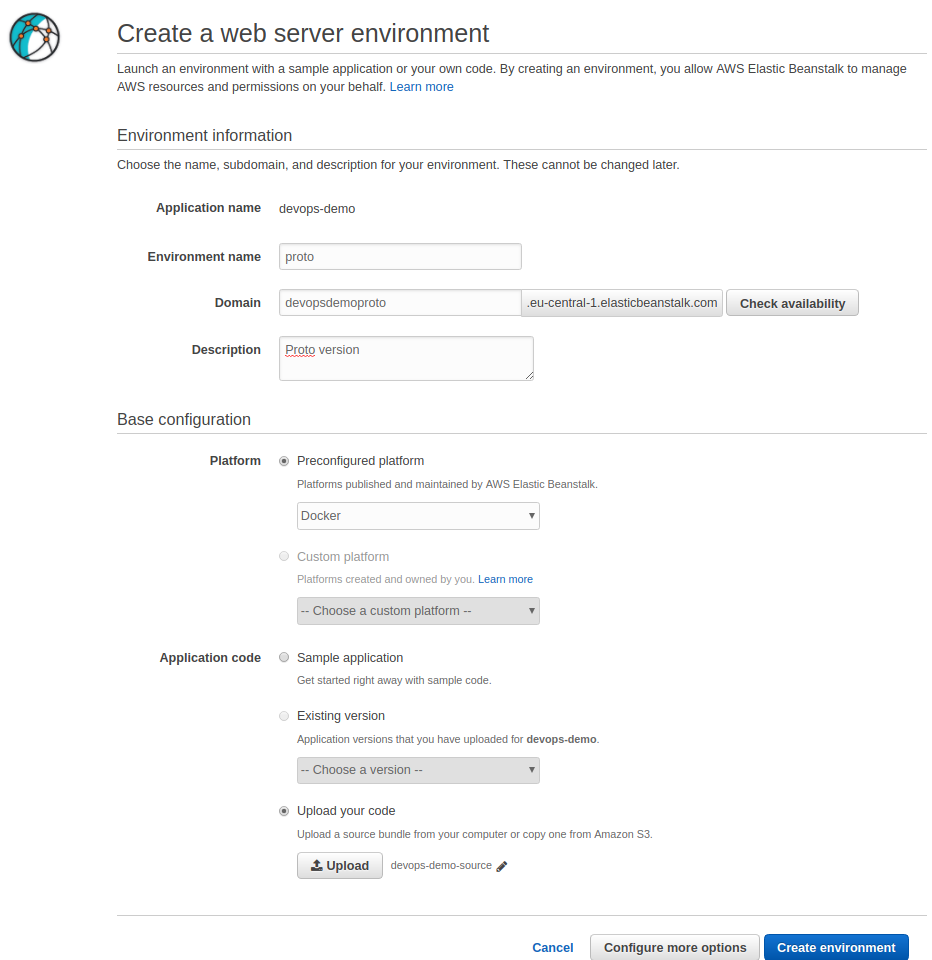 Create a web server environment
Launch an environment with a sample application or your own code. By creating an environment, you allow AWS Elastic Beanstalk to manage
AWS resources and permissions on your behalf. Learn more
Environment information
Choose the name, subdomain, and description for your environment. These cannot be changed later.
Application name devops-demo
Environment name proto
Domain devopsdemoproto .eu-central-1.elasticbeanstalk.com Check availability
Description Proto version
Base configuration
Platform Preconfigured platform
Platforms published and maintained by AWS Elastic Beanstalk.
Docker
Custom platform
Platforms created and owned by you. Learn more
-- Choose a custom platform --
Application code Sample application
Get started right away with sample code.
Existing version
Application versions that you have uploaded for devops-demo.
-- Choose a version --
Upload your code
Upload a source bundle from your computer or copy one from Amazon S3.
Upload devops-demo-source
Cancel Configure more options Create environment